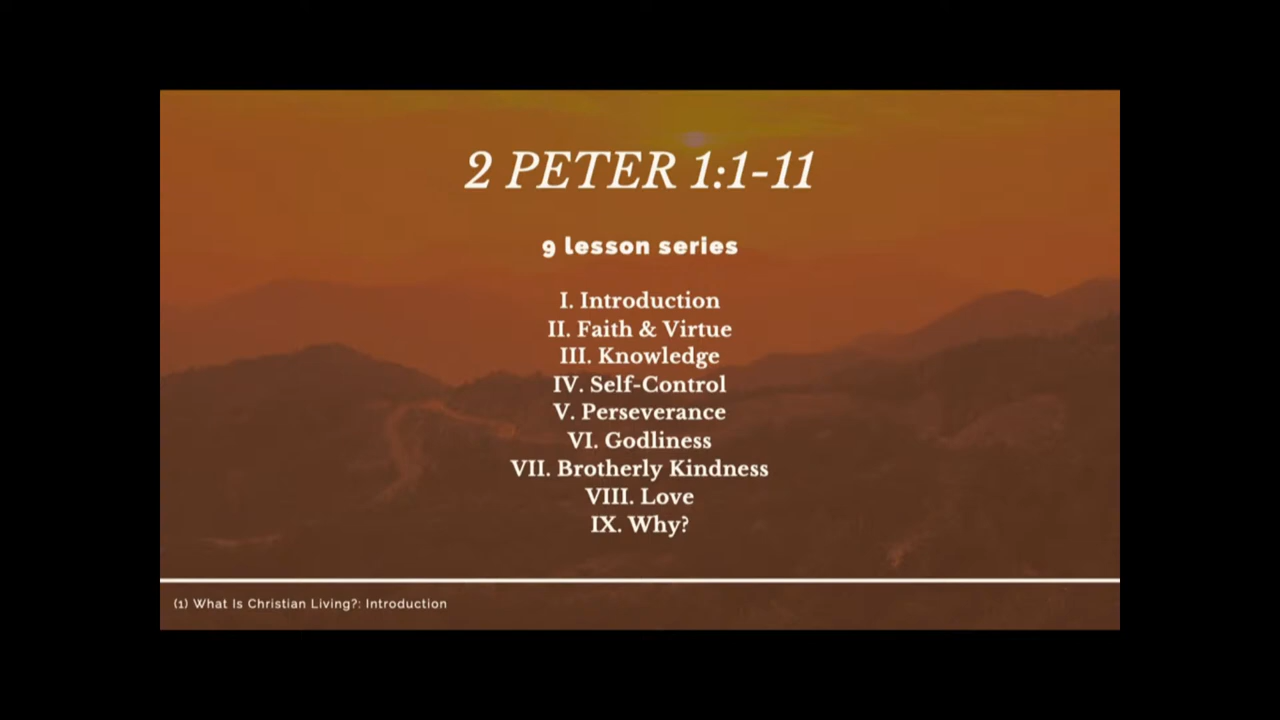 2 PETER 1:1-11
9 lesson series
I. Introduction
II. Faith & Virtue
III. Knowledge
IV. Self-Control
V. Perseverance
VI. Godliness
VII. Brotherly Kindness
VIII. Love
IX. Why?
(1) What Is Christian Living?: Introduction